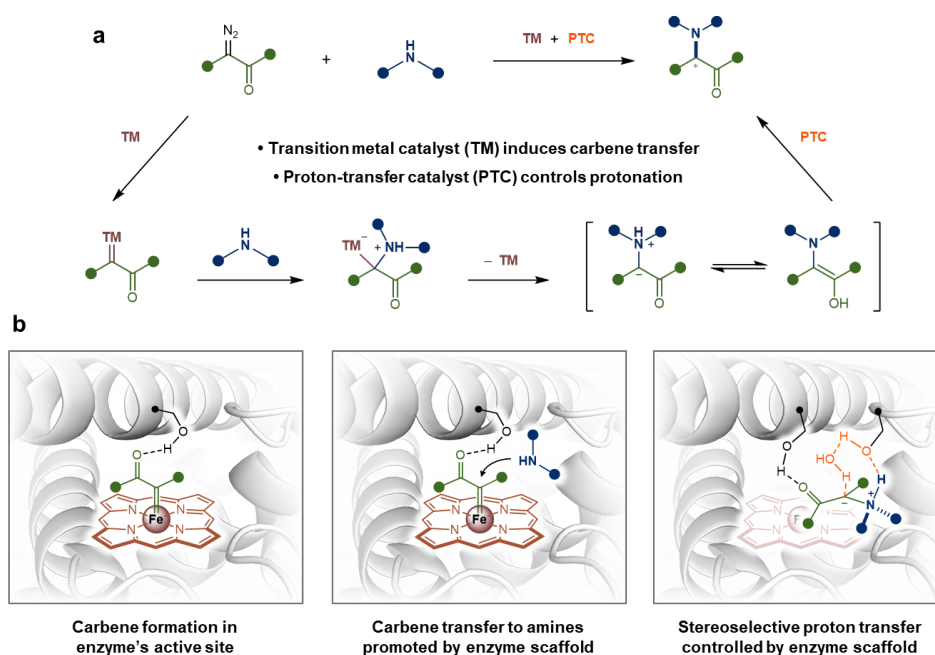 a
N2
O
+
H
N
TM + PTC
N
*
O
TM
• Transition metal catalyst (TM) induces carbene transfer
• Proton-transfer catalyst (PTC) controls protonation
PTC
TM
O
H
N
TM–
+
NH
O
– TM
H
N
+
–
O
N
OH
b
O
H
O
N
N
N
N
Fe
O
H
O
HN
N
N
N
N
Fe
O
H
O
H
O
HO
H
H
–
+
N
F
Carbene formation in
enzyme's active site
Carbene transfer to amines
promoted by enzyme scaffold
Stereoselective proton transfer
controlled by enzyme scaffold